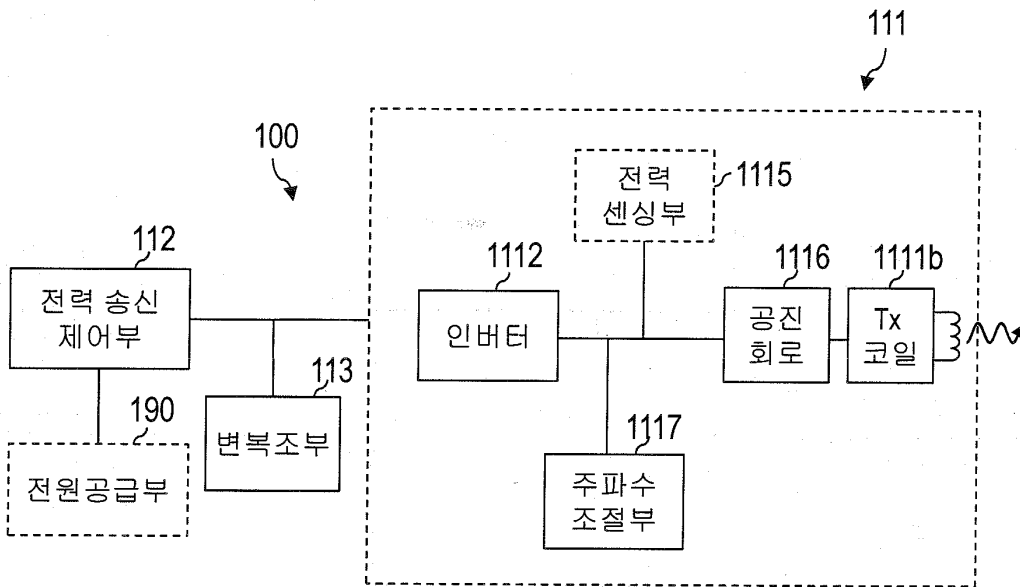 111
100
전력
센싱부
1115
112
전력 송신
제어부
1112
인버터
1116
공진
회로
1111b
Tx
코일
113
변복조부
190
전원공급부
1117
주파수
조절부